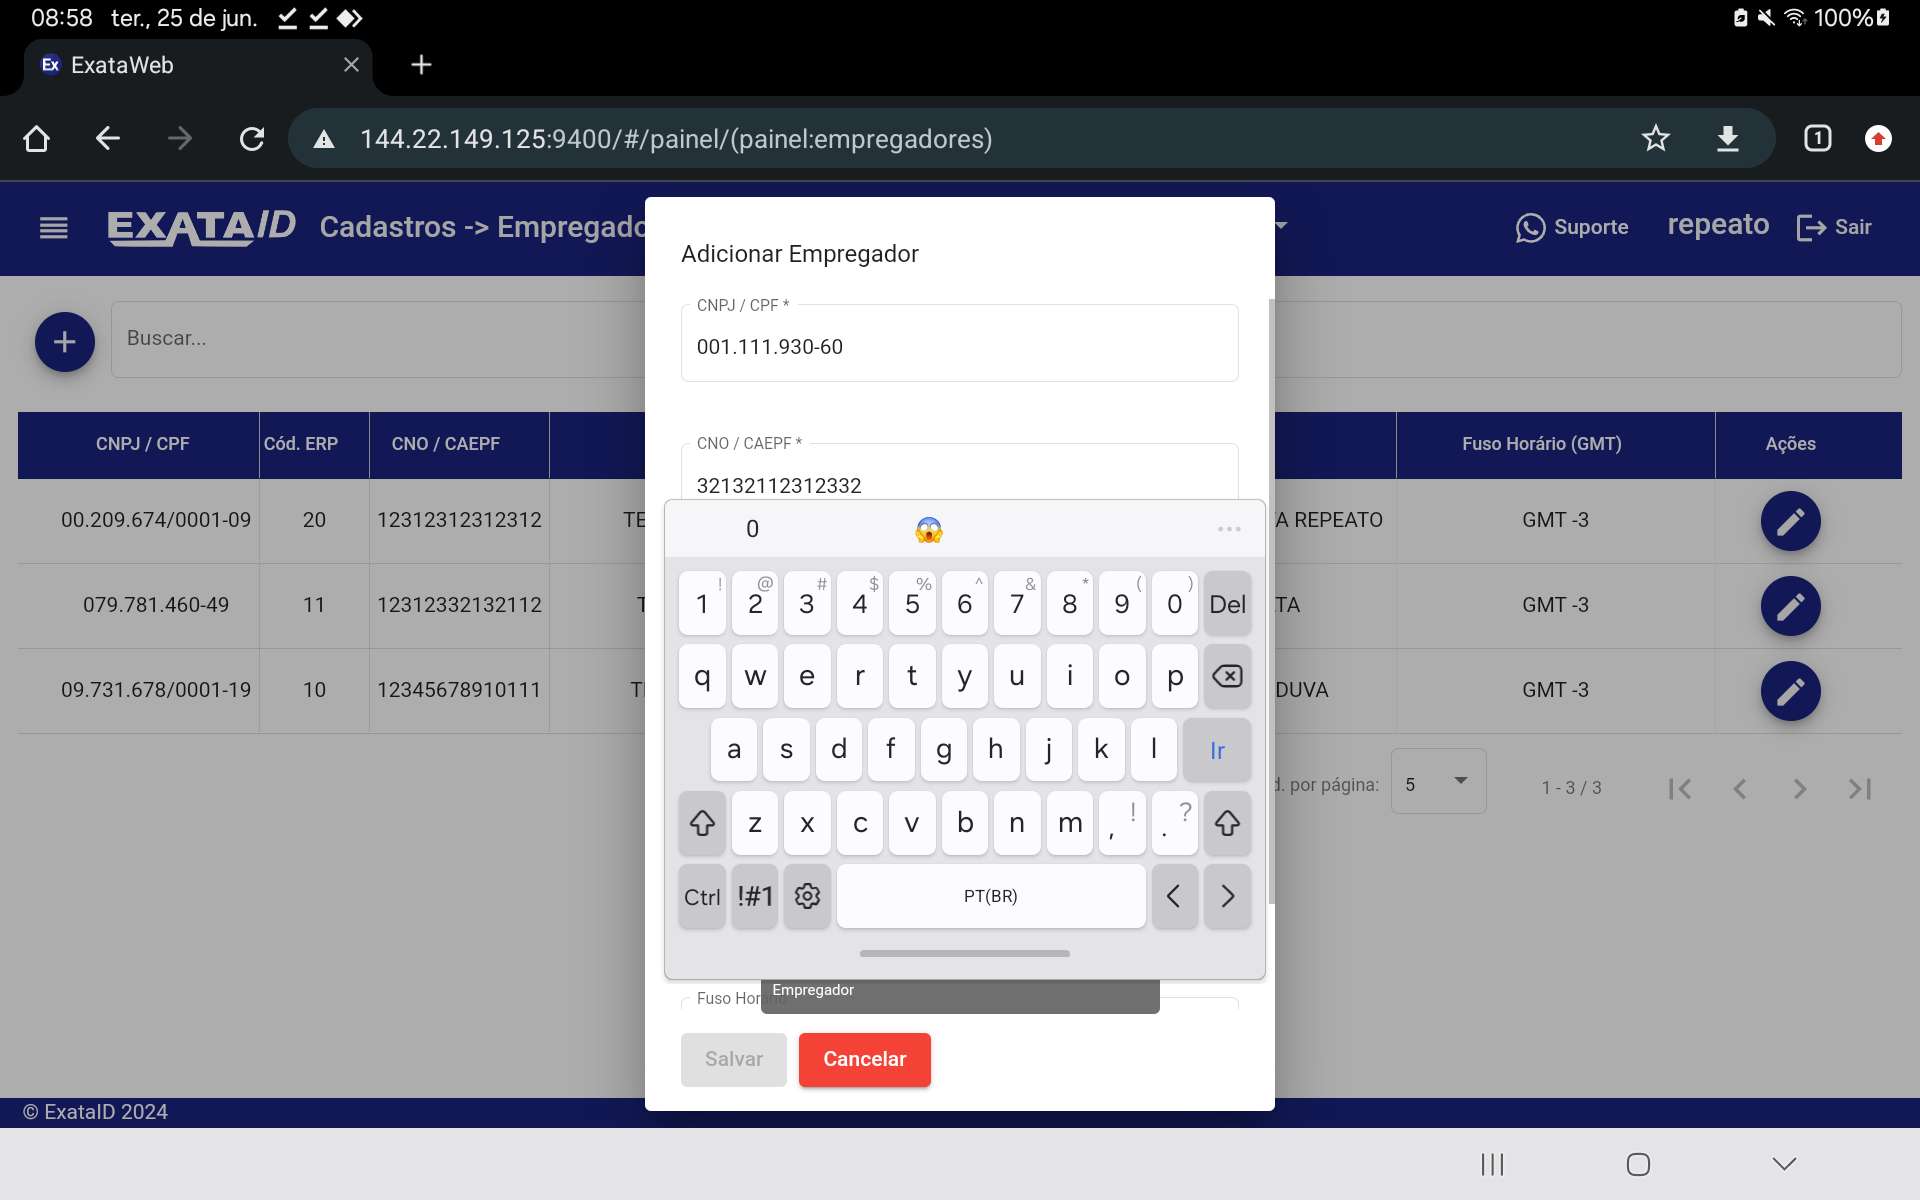 08:58 ter., 25 de jun. 100%
Ex ExataWeb
144.22.149.125:9400/#/painel/(painel:empregadores) 1
EXATA/D Cadastros -> Empregado Suporte repeato Sair
Adicionar Empregador
Buscar...
CNPJ / CPF *
001.111.930-60
CNO / CAEPF *
32132112312332
CNPJ / CPF Cód. ERP CNO / CAEPF Fuso Horário (GMT) Ações
00.209.674/0001-09 20 12312312312312 TE A REPEATO GMT -3
079.781.460-49 11 12312332132112 T TA GMT -3
09.731.678/0001-19 10 12345678910111 T DUVA GMT -3
d. por página: 5 1 - 3 / 3
0 😱 ...
! @ # $ % ^ & * ( )
1 2 3 4 5 6 7 8 9 0 Del
q w e r t y u i o p
a s d f g h j k l Ir
z x c v b n m , ! . ?
Ctrl !#1 PT(BR) < >
Empregador
Fuso Hor
Salvar Cancelar
© ExataID 2024